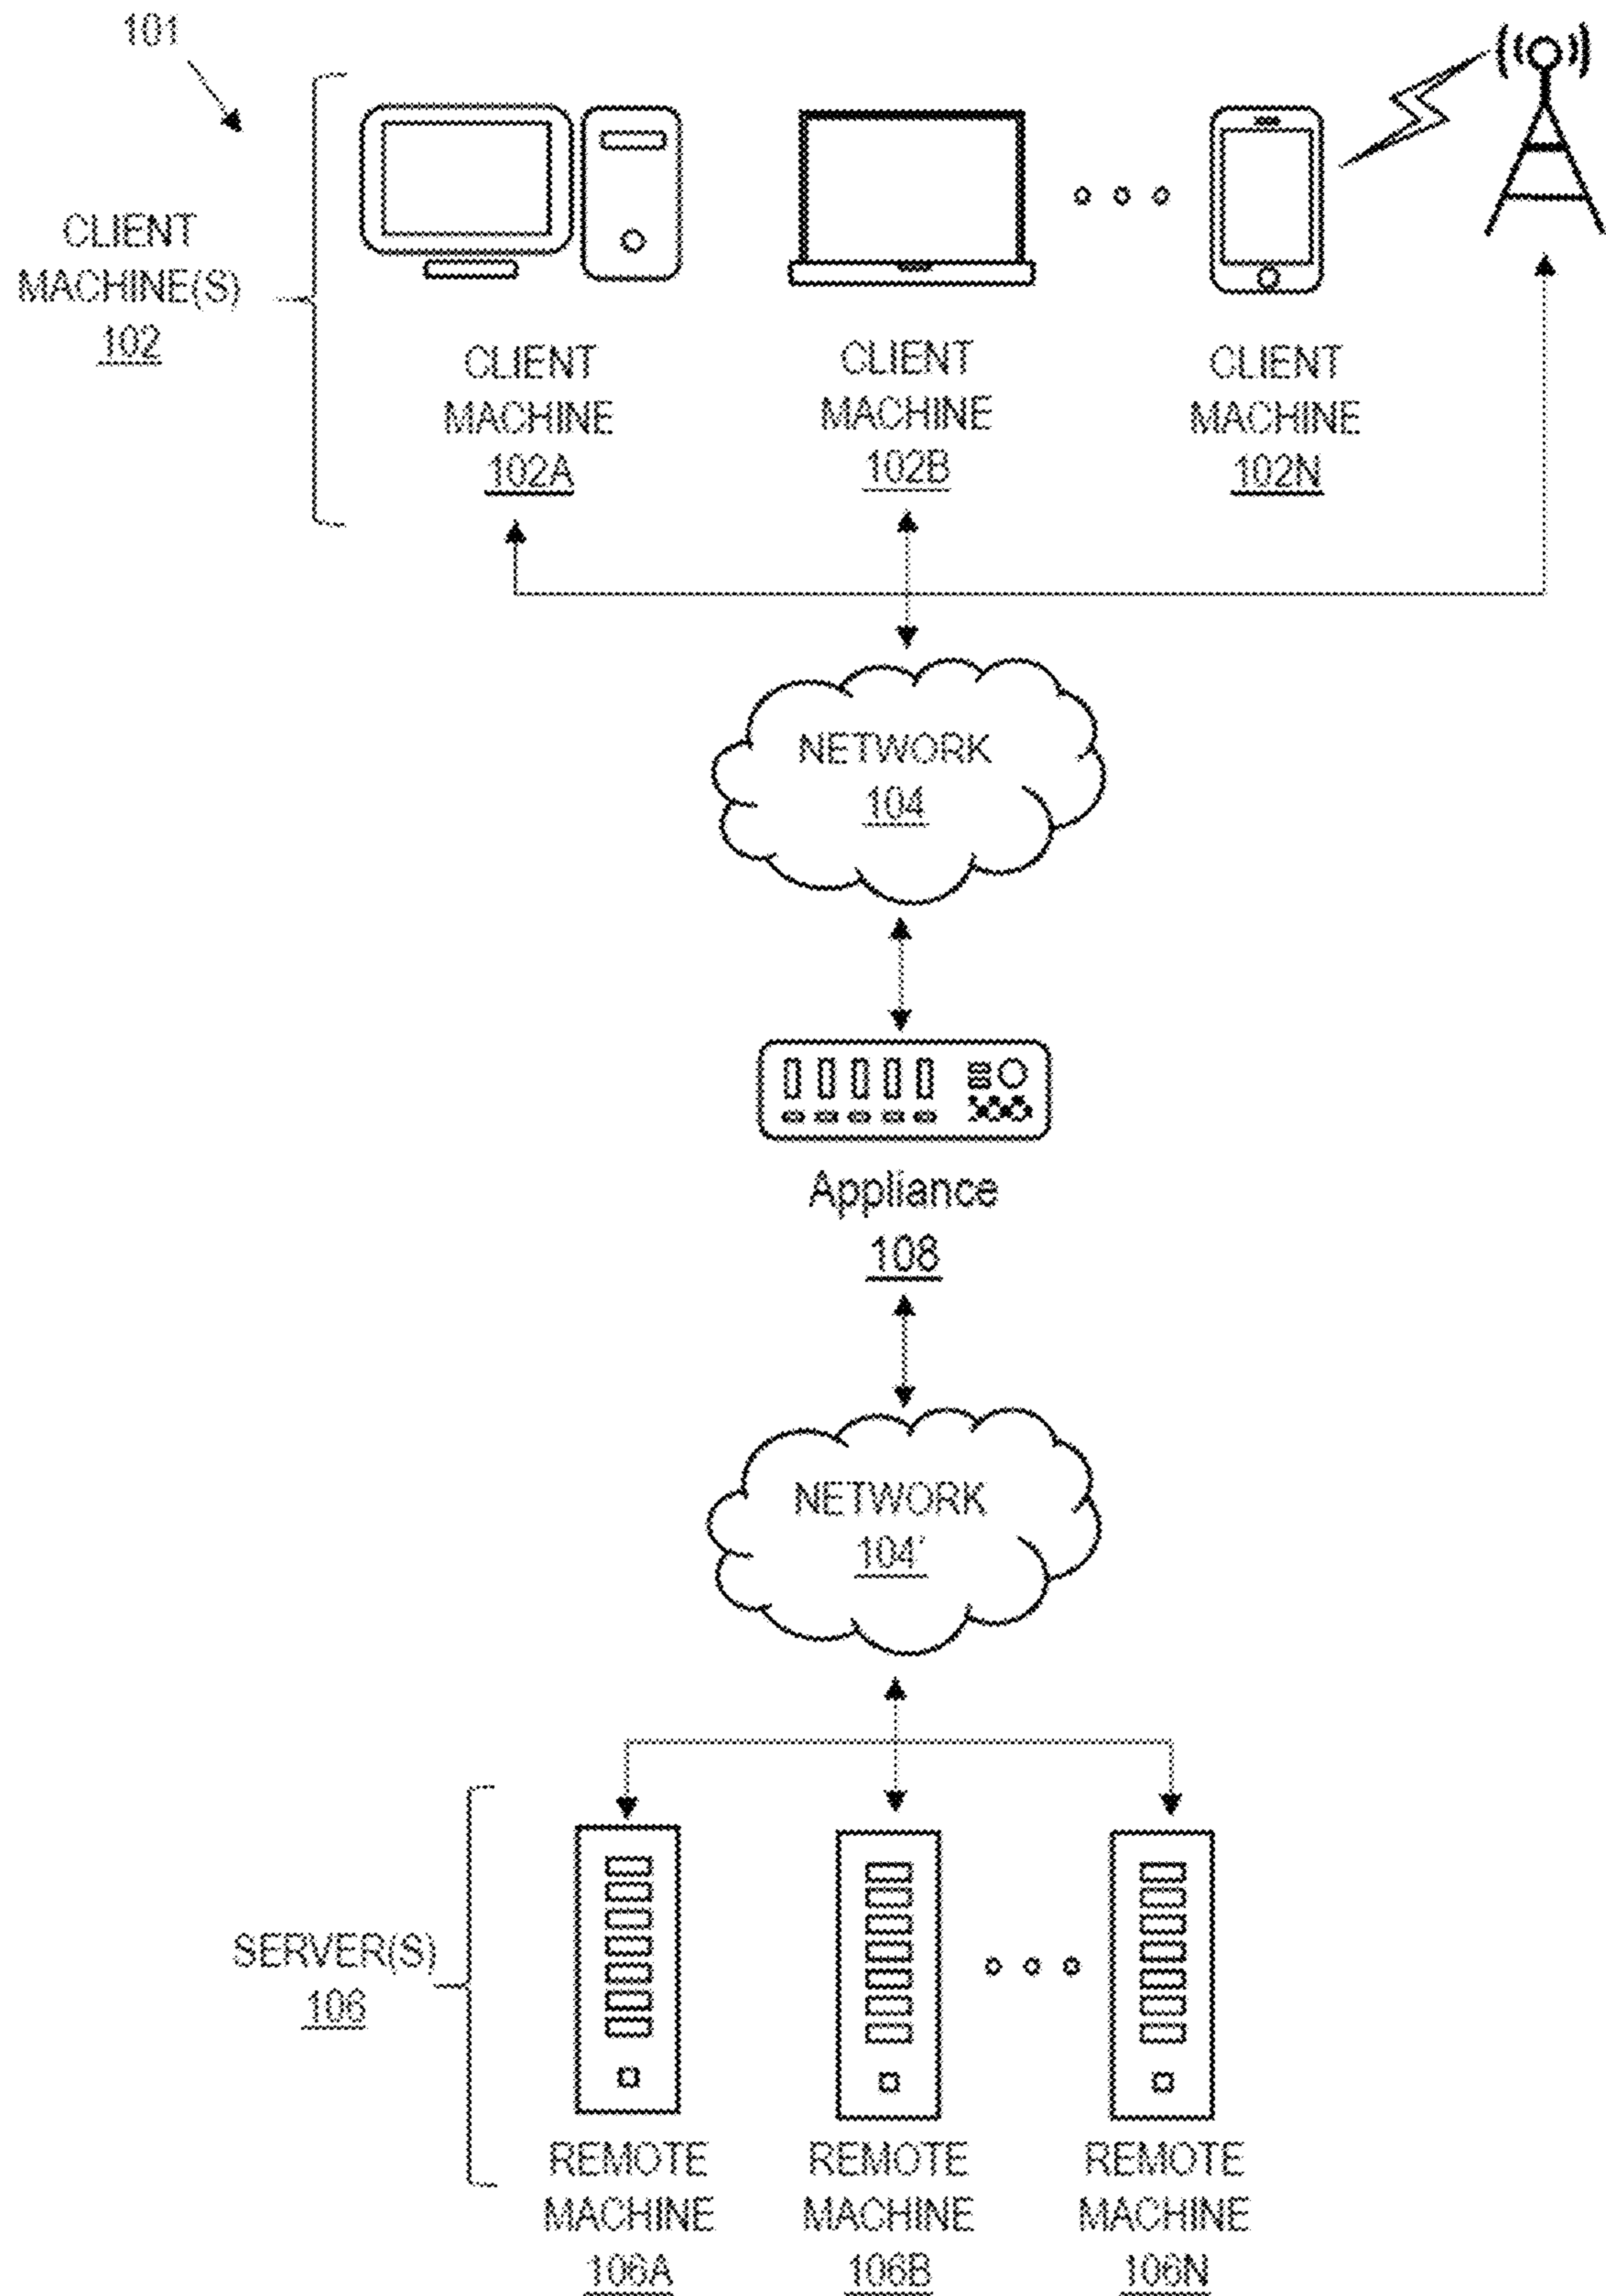 101
CLIENT
MACHINE(S)
102
CLIENT
MACHINE
102A
CLIENT
MACHINE
102B
CLIENT
MACHINE
102N
NETWORK
104
Appliance
108
NETWORK
104'
SERVER(S)
106
REMOTE
MACHINE
106A
REMOTE
MACHINE
106B
REMOTE
MACHINE
106N